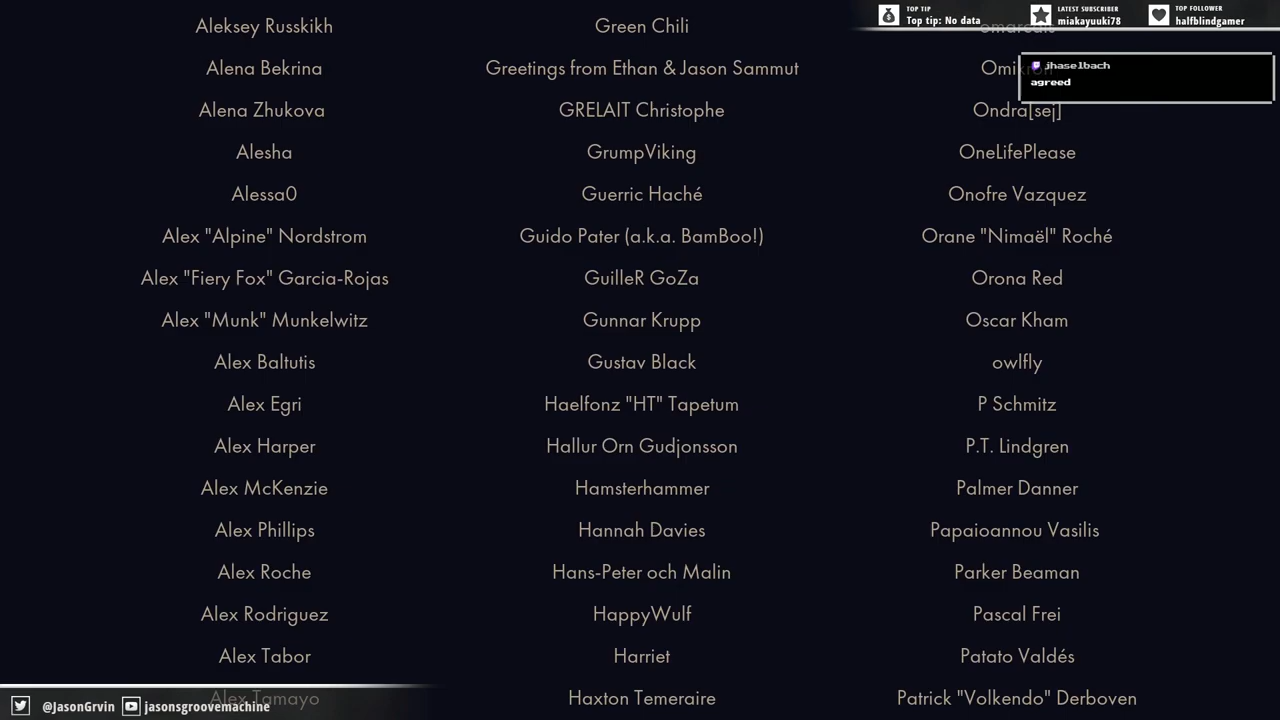 TOP TIP
Top tip: No data
LATEST SUBSCRIBER
miakayuuki78
TOP FOLLOWER
halfblindgamer
jhaselbach
agreed
Aleksey Russkikh
Alena Bekrina
Alena Zhukova
Alesha
Alessa0
Alex "Alpine" Nordstrom
Alex "Fiery Fox" Garcia-Rojas
Alex "Munk" Munkelwitz
Alex Baltutis
Alex Egri
Alex Harper
Alex McKenzie
Alex Phillips
Alex Roche
Alex Rodriguez
Alex Tabor
Alex Tamayo
Green Chili
Greetings from Ethan & Jason Sammut
GRELAIT Christophe
GrumpViking
Guerric Haché
Guido Pater (a.k.a. BamBoo!)
GuilleR GoZa
Gunnar Krupp
Gustav Black
Haelfonz "HT" Tapetum
Hallur Orn Gudjonsson
Hamsterhammer
Hannah Davies
Hans-Peter och Malin
HappyWulf
Harriet
Haxton Temeraire
Omikron
Ondra[sej]
OneLifePlease
Onofre Vazquez
Orane "Nimaël" Roché
Orona Red
Oscar Kham
owlfly
P Schmitz
P.T. Lindgren
Palmer Danner
Papaioannou Vasilis
Parker Beaman
Pascal Frei
Patato Valdés
Patrick "Volkendo" Derboven
@JasonGrvin
jasonsgroovemachine